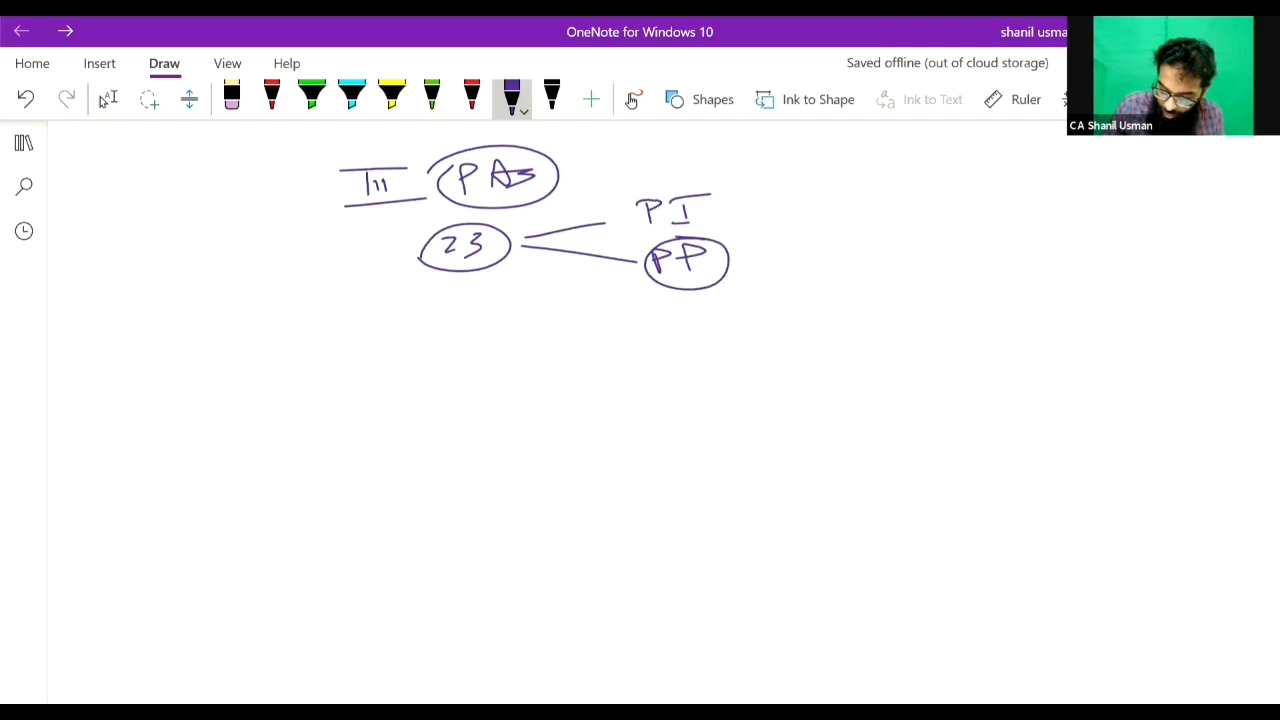 OneNote for Windows 10
shanil usma
Home Insert Draw View Help
Saved offline (out of cloud storage)
Shapes Ink to Shape Ink to Text Ruler
CA Shanil Usman
III PAS
PI
23
PP